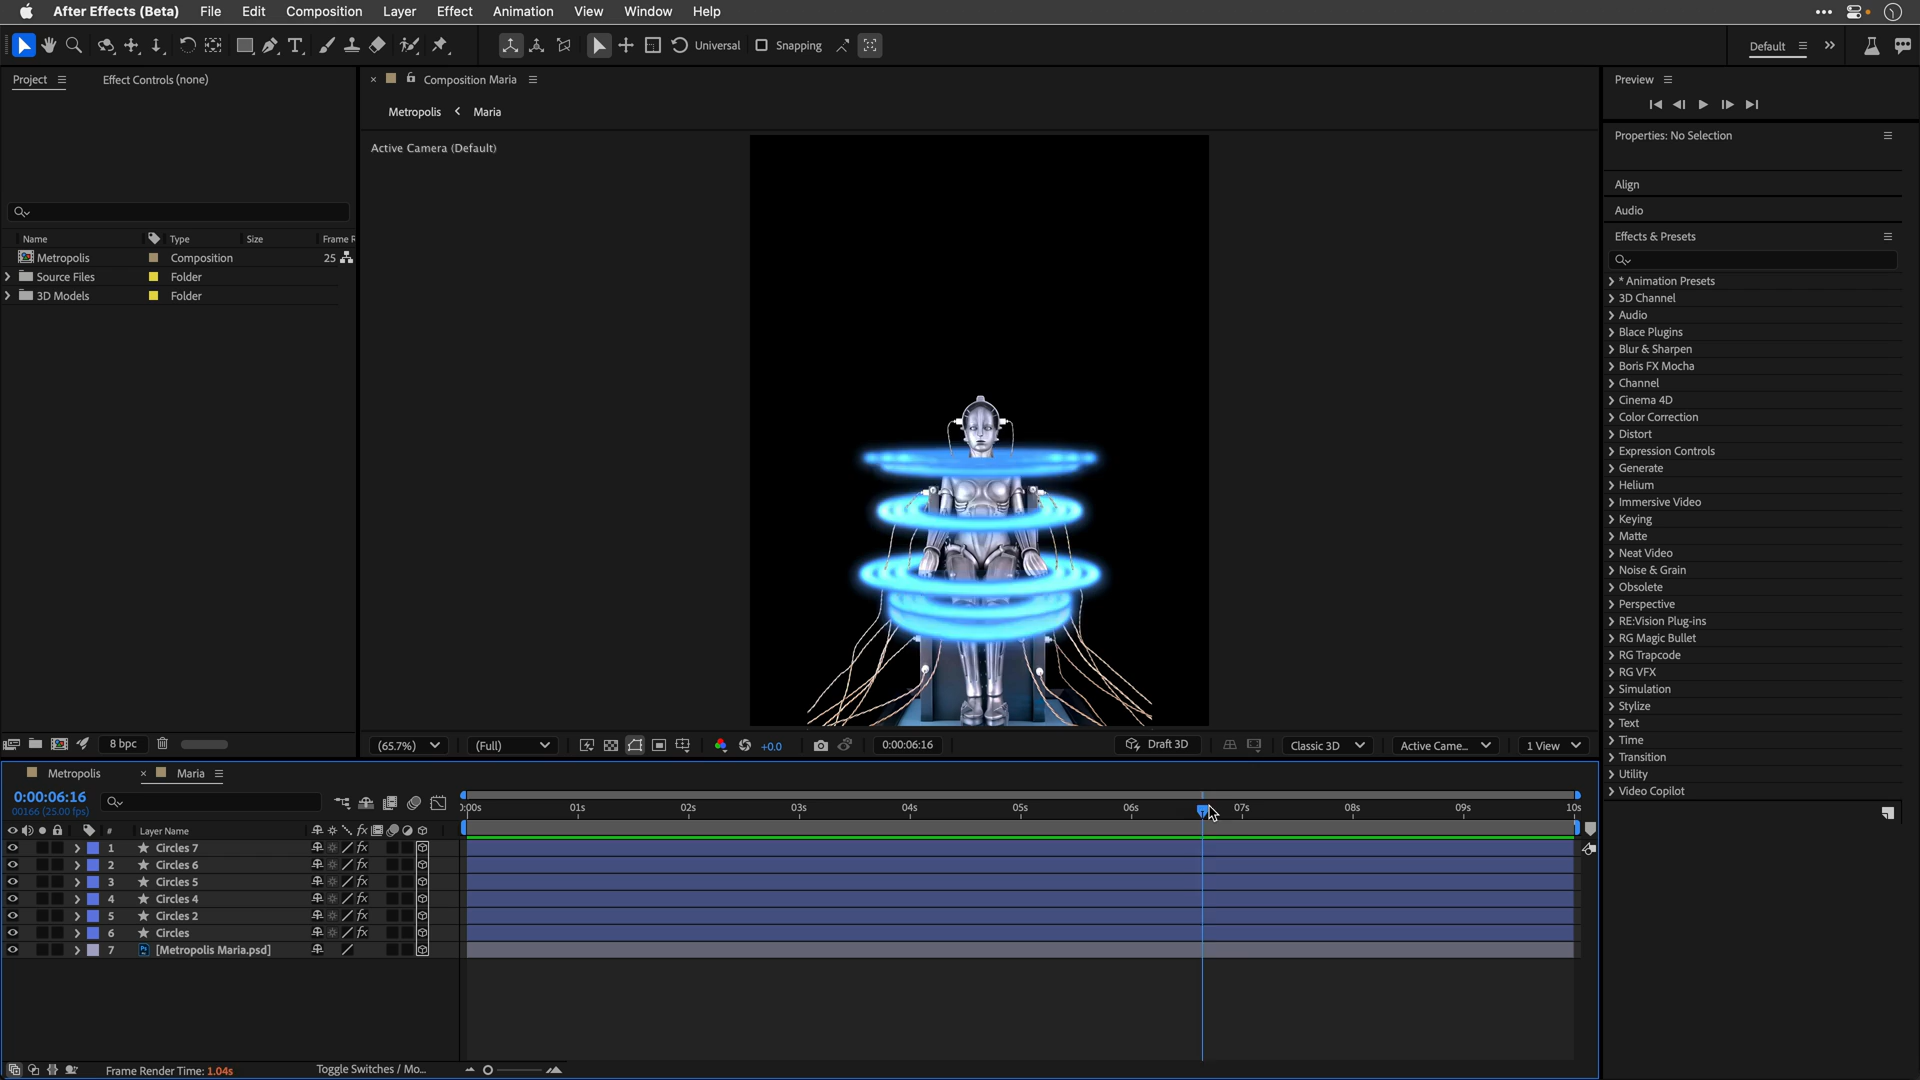 After Effects (Beta) File Edit Composition Layer Effect Animation View Window Help
Universal Snapping Default
Project Effect Controls (none)
Composition Maria
Metropolis Maria
Active Camera (Default)
Name Type Size Frame R
Metropolis Composition 25
Source Files Folder
3D Models Folder
8 bpc
(65.7%) (Full) +0.0 0:00:06:16 Draft 3D Classic 3D Active Came... 1 View
Preview
Properties: No Selection
Align
Audio
Effects & Presets
* Animation Presets
3D Channel
Audio
Blace Plugins
Blur & Sharpen
Boris FX Mocha
Channel
Cinema 4D
Color Correction
Distort
Expression Controls
Generate
Helium
Immersive Video
Keying
Matte
Neat Video
Noise & Grain
Obsolete
Perspective
RE:Vision Plug-ins
RG Magic Bullet
RG Trapcode
RG VFX
Simulation
Stylize
Text
Time
Transition
Utility
Video Copilot
Metropolis Maria
0:00:06:16
00166 (25.00 fps)
:00s 01s 02s 03s 04s 05s 06s 07s 08s 09s 10s
# Layer Name
1 Circles 7
2 Circles 6
3 Circles 5
4 Circles 4
5 Circles 2
6 Circles
7 [Metropolis Maria.psd]
Frame Render Time: 1.04s Toggle Switches / Mo...